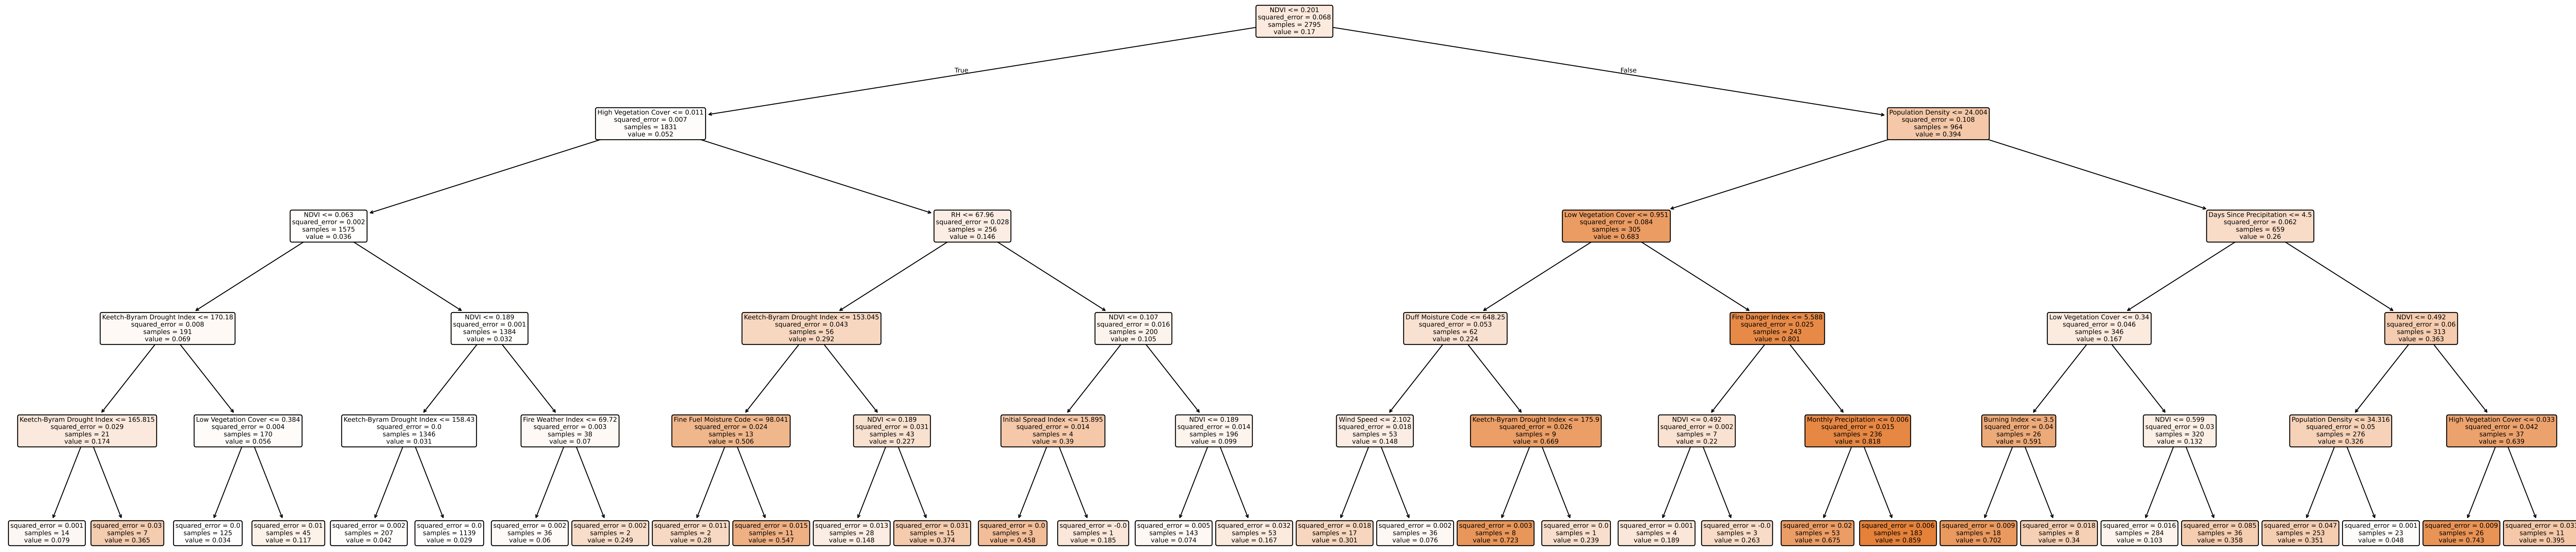 NDVI <= 0.201
squared_error = 0.068
samples = 2795
value = 0.17
True
False
High Vegetation Cover <= 0.011
squared_error = 0.007
samples = 1831
value = 0.052
Population Density <= 24.004
squared_error = 0.108
samples = 964
value = 0.394
NDVI <= 0.063
squared_error = 0.002
samples = 1575
value = 0.036
RH <= 67.96
squared_error = 0.028
samples = 256
value = 0.146
Low Vegetation Cover <= 0.951
squared_error = 0.084
samples = 305
value = 0.683
Days Since Precipitation <= 4.5
squared_error = 0.062
samples = 659
value = 0.26
Keetch-Byram Drought Index <= 170.18
squared_error = 0.008
samples = 191
value = 0.069
NDVI <= 0.189
squared_error = 0.001
samples = 1384
value = 0.032
Keetch-Byram Drought Index <= 153.045
squared_error = 0.043
samples = 56
value = 0.292
NDVI <= 0.107
squared_error = 0.016
samples = 200
value = 0.105
Duff Moisture Code <= 648.25
squared_error = 0.053
samples = 62
value = 0.224
Fire Danger Index <= 5.588
squared_error = 0.025
samples = 243
value = 0.801
Low Vegetation Cover <= 0.34
squared_error = 0.046
samples = 346
value = 0.167
NDVI <= 0.492
squared_error = 0.06
samples = 313
value = 0.363
Keetch-Byram Drought Index <= 165.815
squared_error = 0.029
samples = 21
value = 0.174
Low Vegetation Cover <= 0.384
squared_error = 0.004
samples = 170
value = 0.056
Keetch-Byram Drought Index <= 158.43
squared_error = 0.0
samples = 1346
value = 0.031
Fire Weather Index <= 69.72
squared_error = 0.003
samples = 38
value = 0.07
Fine Fuel Moisture Code <= 98.041
squared_error = 0.024
samples = 13
value = 0.506
NDVI <= 0.189
squared_error = 0.031
samples = 43
value = 0.227
Initial Spread Index <= 15.895
squared_error = 0.014
samples = 4
value = 0.39
NDVI <= 0.189
squared_error = 0.014
samples = 196
value = 0.099
Wind Speed <= 2.102
squared_error = 0.018
samples = 53
value = 0.148
Keetch-Byram Drought Index <= 175.9
squared_error = 0.026
samples = 9
value = 0.669
NDVI <= 0.492
squared_error = 0.002
samples = 7
value = 0.22
Monthly Precipitation <= 0.006
squared_error = 0.015
samples = 236
value = 0.818
Burning Index <= 3.5
squared_error = 0.04
samples = 26
value = 0.591
NDVI <= 0.599
squared_error = 0.03
samples = 320
value = 0.132
Population Density <= 34.316
squared_error = 0.05
samples = 276
value = 0.326
High Vegetation Cover <= 0.033
squared_error = 0.042
samples = 37
value = 0.639
squared_error = 0.001
samples = 14
value = 0.079
squared_error = 0.03
samples = 7
value = 0.365
squared_error = 0.0
samples = 125
value = 0.034
squared_error = 0.01
samples = 45
value = 0.117
squared_error = 0.002
samples = 207
value = 0.042
squared_error = 0.0
samples = 1139
value = 0.029
squared_error = 0.002
samples = 36
value = 0.06
squared_error = 0.002
samples = 2
value = 0.249
squared_error = 0.011
samples = 2
value = 0.28
squared_error = 0.015
samples = 11
value = 0.547
squared_error = 0.013
samples = 28
value = 0.148
squared_error = 0.031
samples = 15
value = 0.374
squared_error = 0.0
samples = 3
value = 0.458
squared_error = -0.0
samples = 1
value = 0.185
squared_error = 0.005
samples = 143
value = 0.074
squared_error = 0.032
samples = 53
value = 0.167
squared_error = 0.018
samples = 17
value = 0.301
squared_error = 0.002
samples = 36
value = 0.076
squared_error = 0.003
samples = 8
value = 0.723
squared_error = 0.0
samples = 1
value = 0.239
squared_error = 0.001
samples = 4
value = 0.189
squared_error = -0.0
samples = 3
value = 0.263
squared_error = 0.02
samples = 53
value = 0.675
squared_error = 0.006
samples = 183
value = 0.859
squared_error = 0.009
samples = 18
value = 0.702
squared_error = 0.018
samples = 8
value = 0.34
squared_error = 0.016
samples = 284
value = 0.103
squared_error = 0.085
samples = 36
value = 0.358
squared_error = 0.047
samples = 253
value = 0.351
squared_error = 0.001
samples = 23
value = 0.048
squared_error = 0.009
samples = 26
value = 0.743
squared_error =
samples = 11
value = 0.395